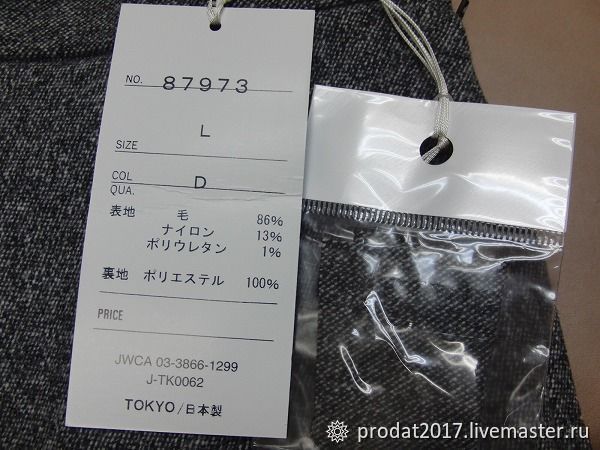 NO. 87973
SIZE L
COL D
QUA.
表地 毛 86%
ナイロン 13%
ポリウレタン 1%
裏地 ポリエステル 100%
PRICE
JWCA 03-3866-1299
J-TK0062
TOKYO/日本製
prodat2017.livemaster.ru